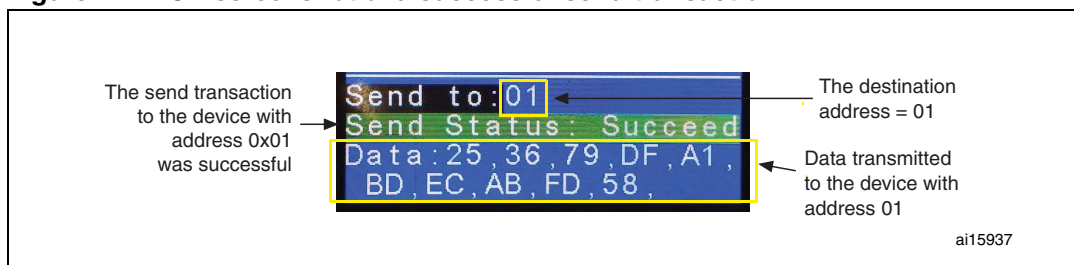 The send transaction
to the device with
address 0x01
was successful
Send to:01
Send Status: Succeed
Data:25,36,79,DF,A1,
BD,EC,AB,FD,58,
The destination
address = 01
Data transmitted
to the device with
address 01
ai15937